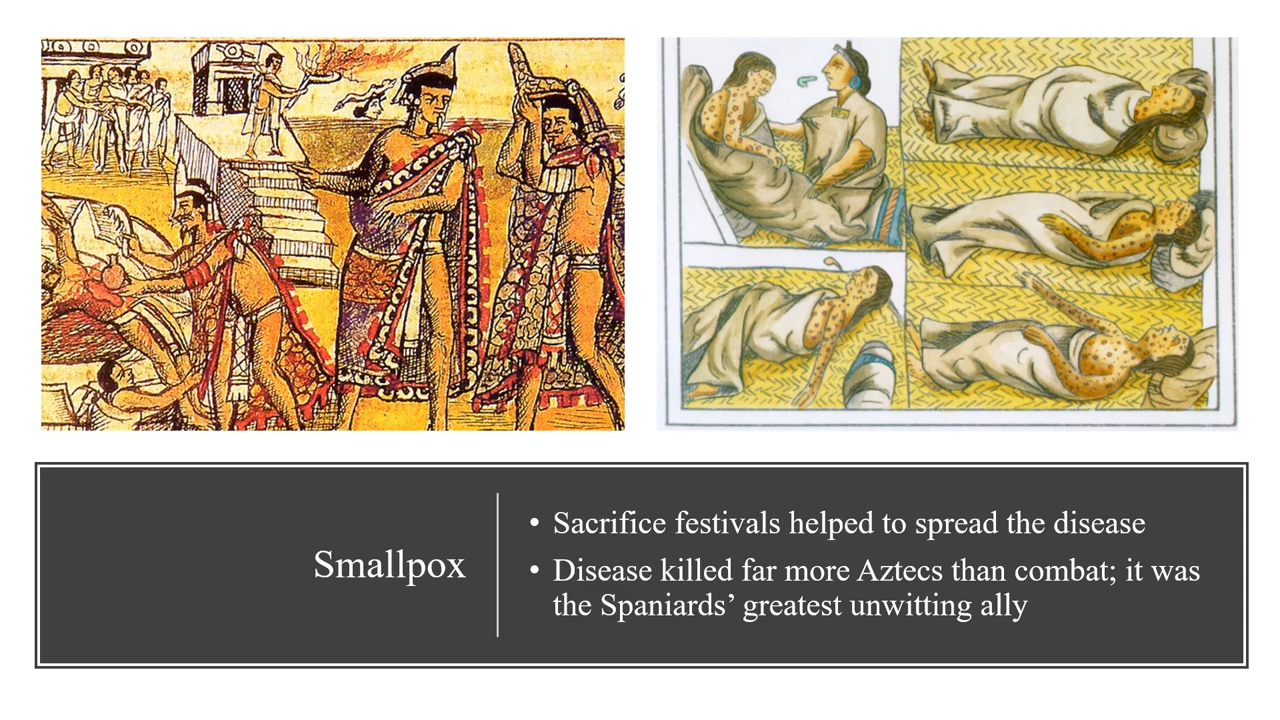 Smallpox
• Sacrifice festivals helped to spread the disease
• Disease killed far more Aztecs than combat; it was
the Spaniards’ greatest unwitting ally